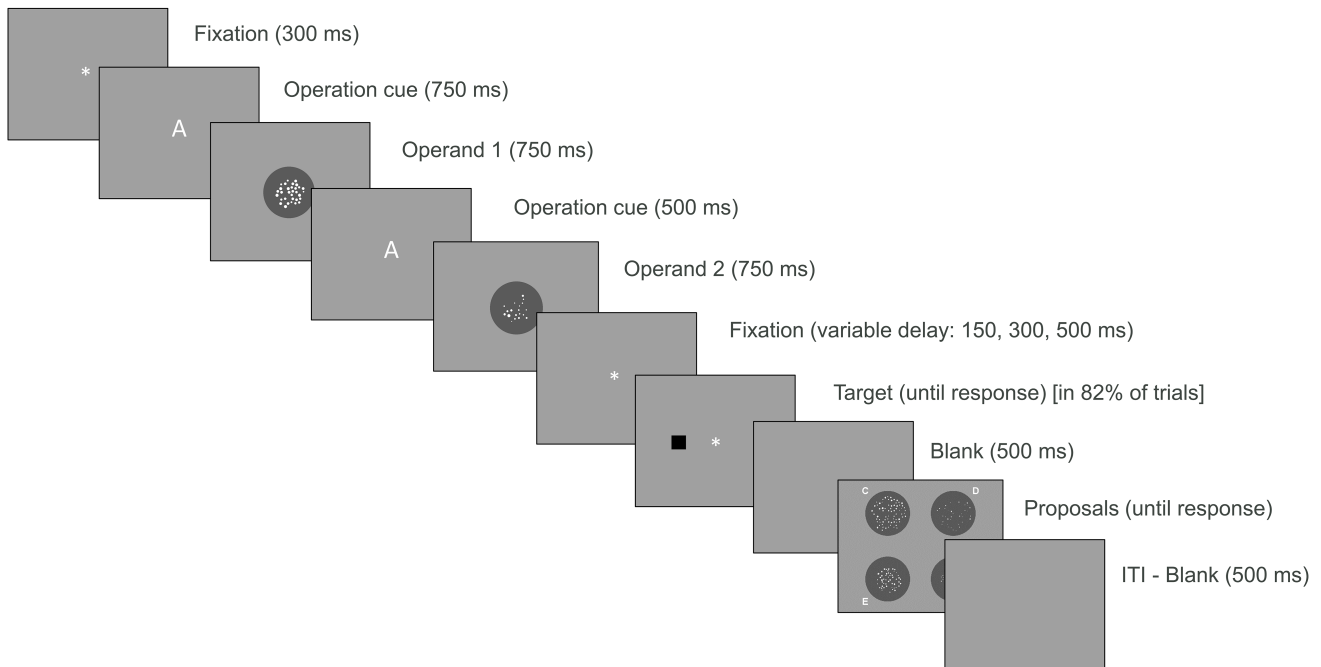 Fixation (300 ms)
*
Operation cue (750 ms)
A
Operand 1 (750 ms)
Operation cue (500 ms)
A
Operand 2 (750 ms)
Fixation (variable delay: 150, 300, 500 ms)
*
Target (until response) [in 82% of trials]
*
Blank (500 ms)
C D
Proposals (until response)
E
ITI - Blank (500 ms)